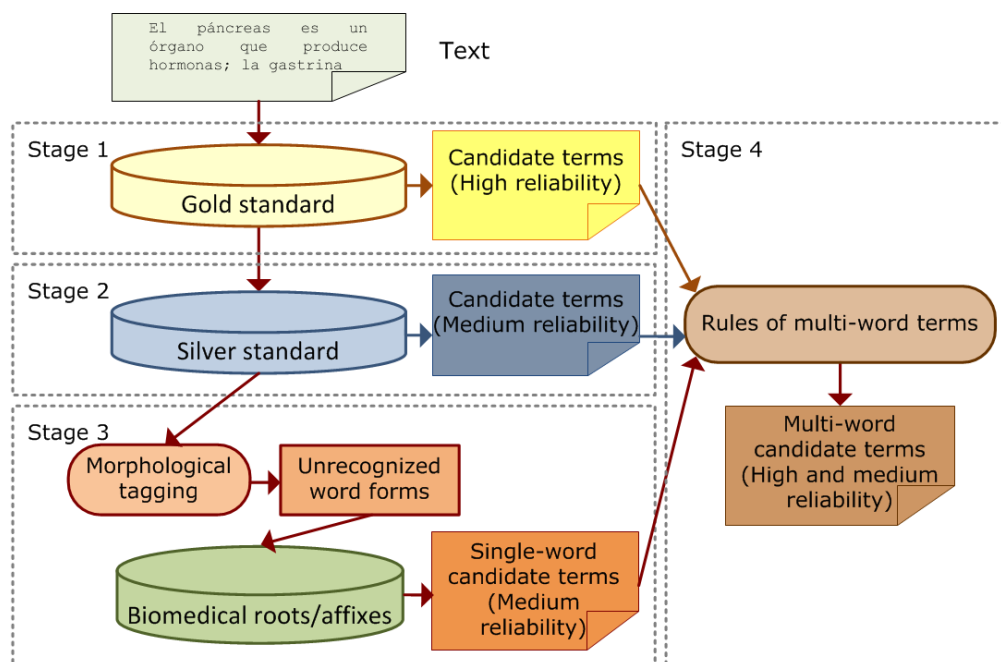 El páncreas es un
órgano que produce
hormonas; la gastrina
Text
Stage 1
Gold standard
Candidate terms
(High reliability)
Stage 2
Silver standard
Candidate terms
(Medium reliability)
Stage 3
Morphological
tagging
Unrecognized
word forms
Biomedical roots/affixes
Single-word
candidate terms
(Medium
reliability)
Stage 4
Rules of multi-word terms
Multi-word
candidate terms
(High and medium
reliability)